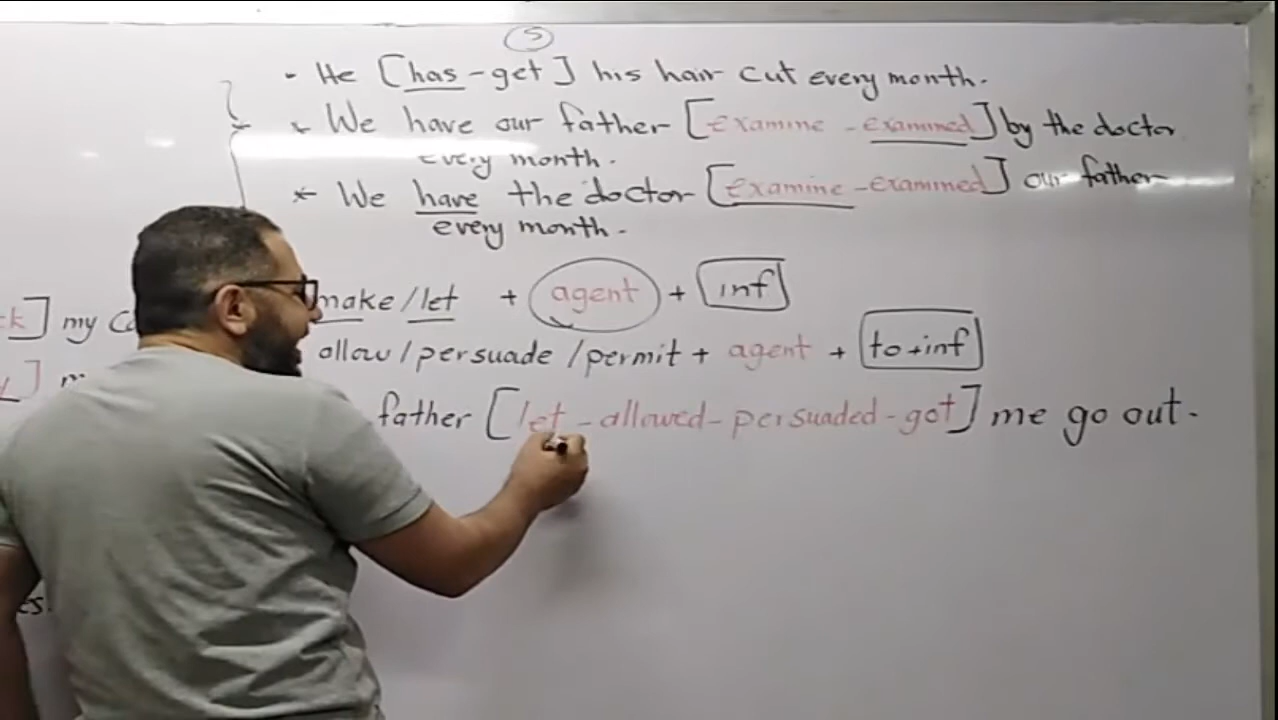 5
- He [has - get] his hair cut every month.
* We have our father [examine - examined] by the doctor
every month.
* We have the doctor [examine - examined] our father
every month.
make / let + agent + inf
allow / persuade / permit + agent + to + inf
father [let - allowed - persuaded - got] me go out.
] my
]